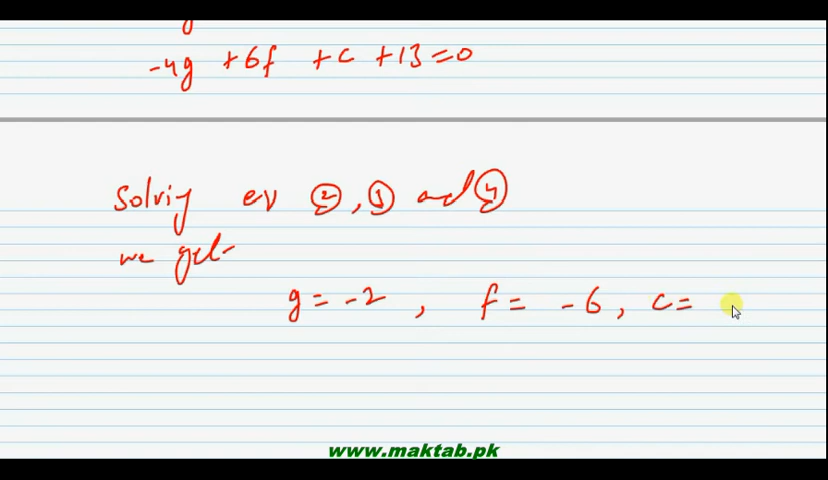 -4g +6f +c +13 =0
Solving eq ②, ③ and ④
we get
g = -2 , f = -6 , c =
www.maktab.pk